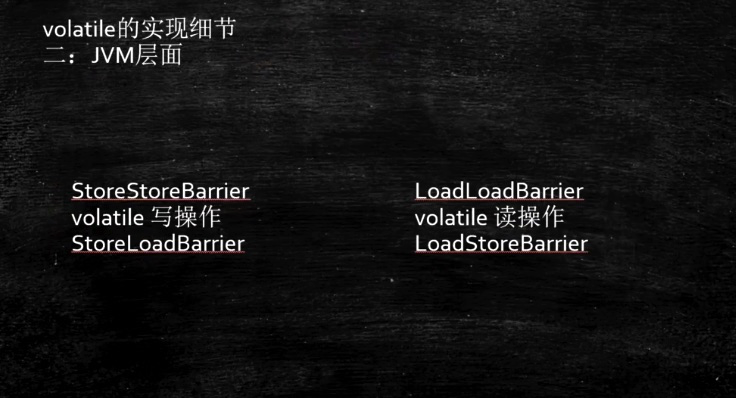 volatile的实现细节
二：JVM层面
StoreStoreBarrier
volatile 写操作
StoreLoadBarrier
LoadLoadBarrier
volatile 读操作
LoadStoreBarrier